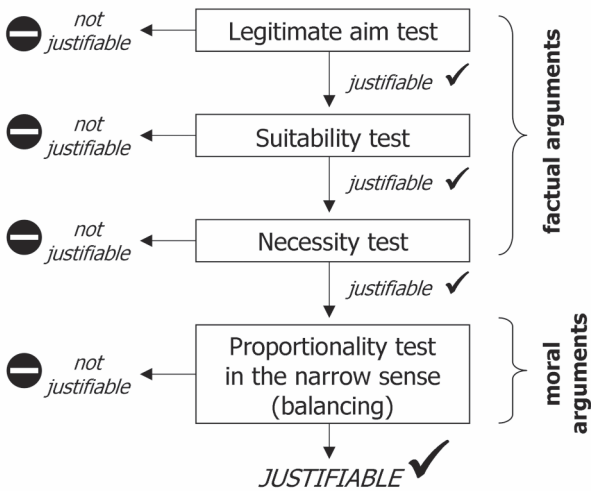 not
justifiable
Legitimate aim test
justifiable
not
justifiable
Suitability test
justifiable
not
justifiable
Necessity test
justifiable
factual arguments
not
justifiable
Proportionality test
in the narrow sense
(balancing)
moral
arguments
JUSTIFIABLE